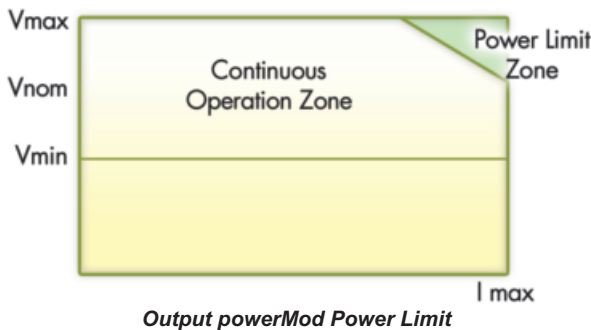 Vmax
Power Limit
Zone
Continuous
Operation Zone
Vnom
Vmin
I max
Output powerMod Power Limit